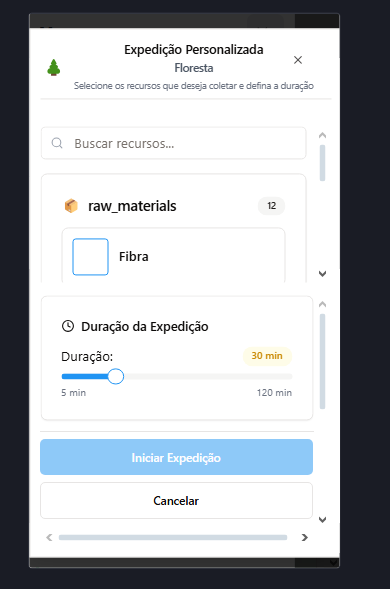 Expedição Personalizada
Floresta
Selecione os recursos que deseja coletar e defina a duração
Buscar recursos...
raw_materials 12
Fibra
Duração da Expedição
Duração: 30 min
5 min 120 min
Iniciar Expedição
Cancelar